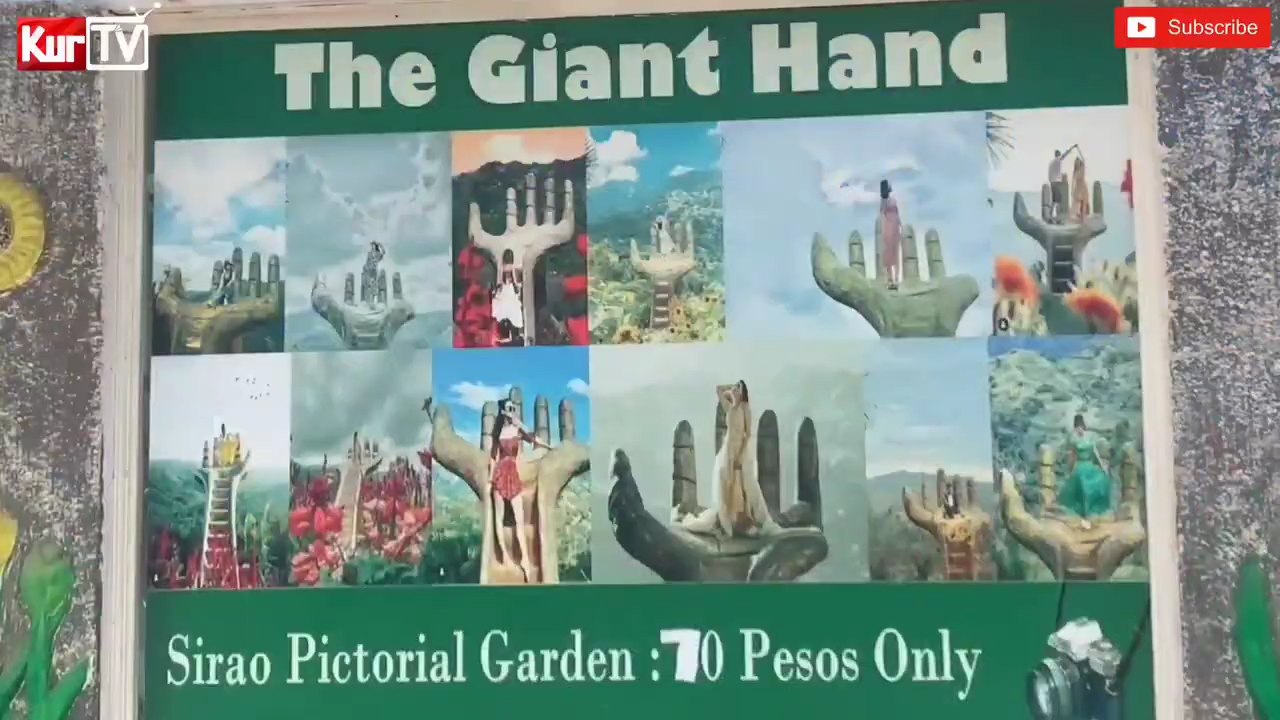 KurTV
Subscribe
The Giant Hand
Sirao Pictorial Garden : 70 Pesos Only